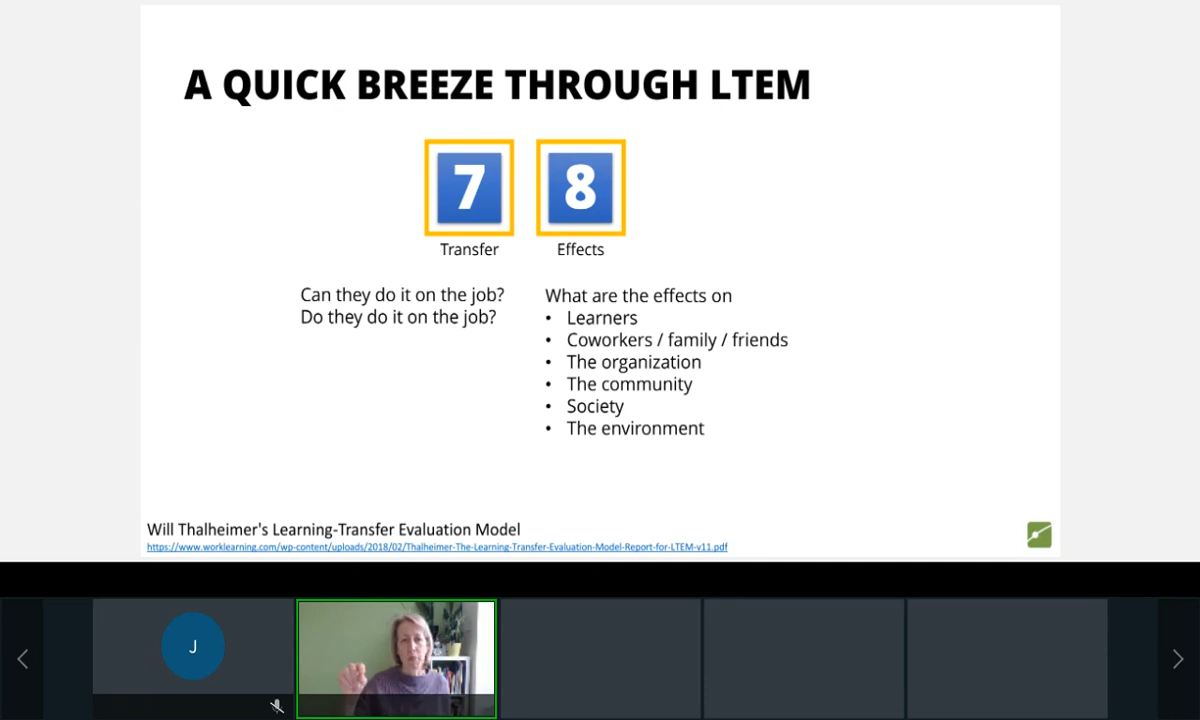 A QUICK BREEZE THROUGH LTEM
7 8
Transfer Effects
Can they do it on the job?
Do they do it on the job?
What are the effects on
• Learners
• Coworkers / family / friends
• The organization
• The community
• Society
• The environment
Will Thalheimer's Learning-Transfer Evaluation Model
https://www.worklearning.com/wp-content/uploads/2018/02/Thalheimer-The-Learning-Transfer-Evaluation-Model-Report-for-LTEM-v11.pdf
J